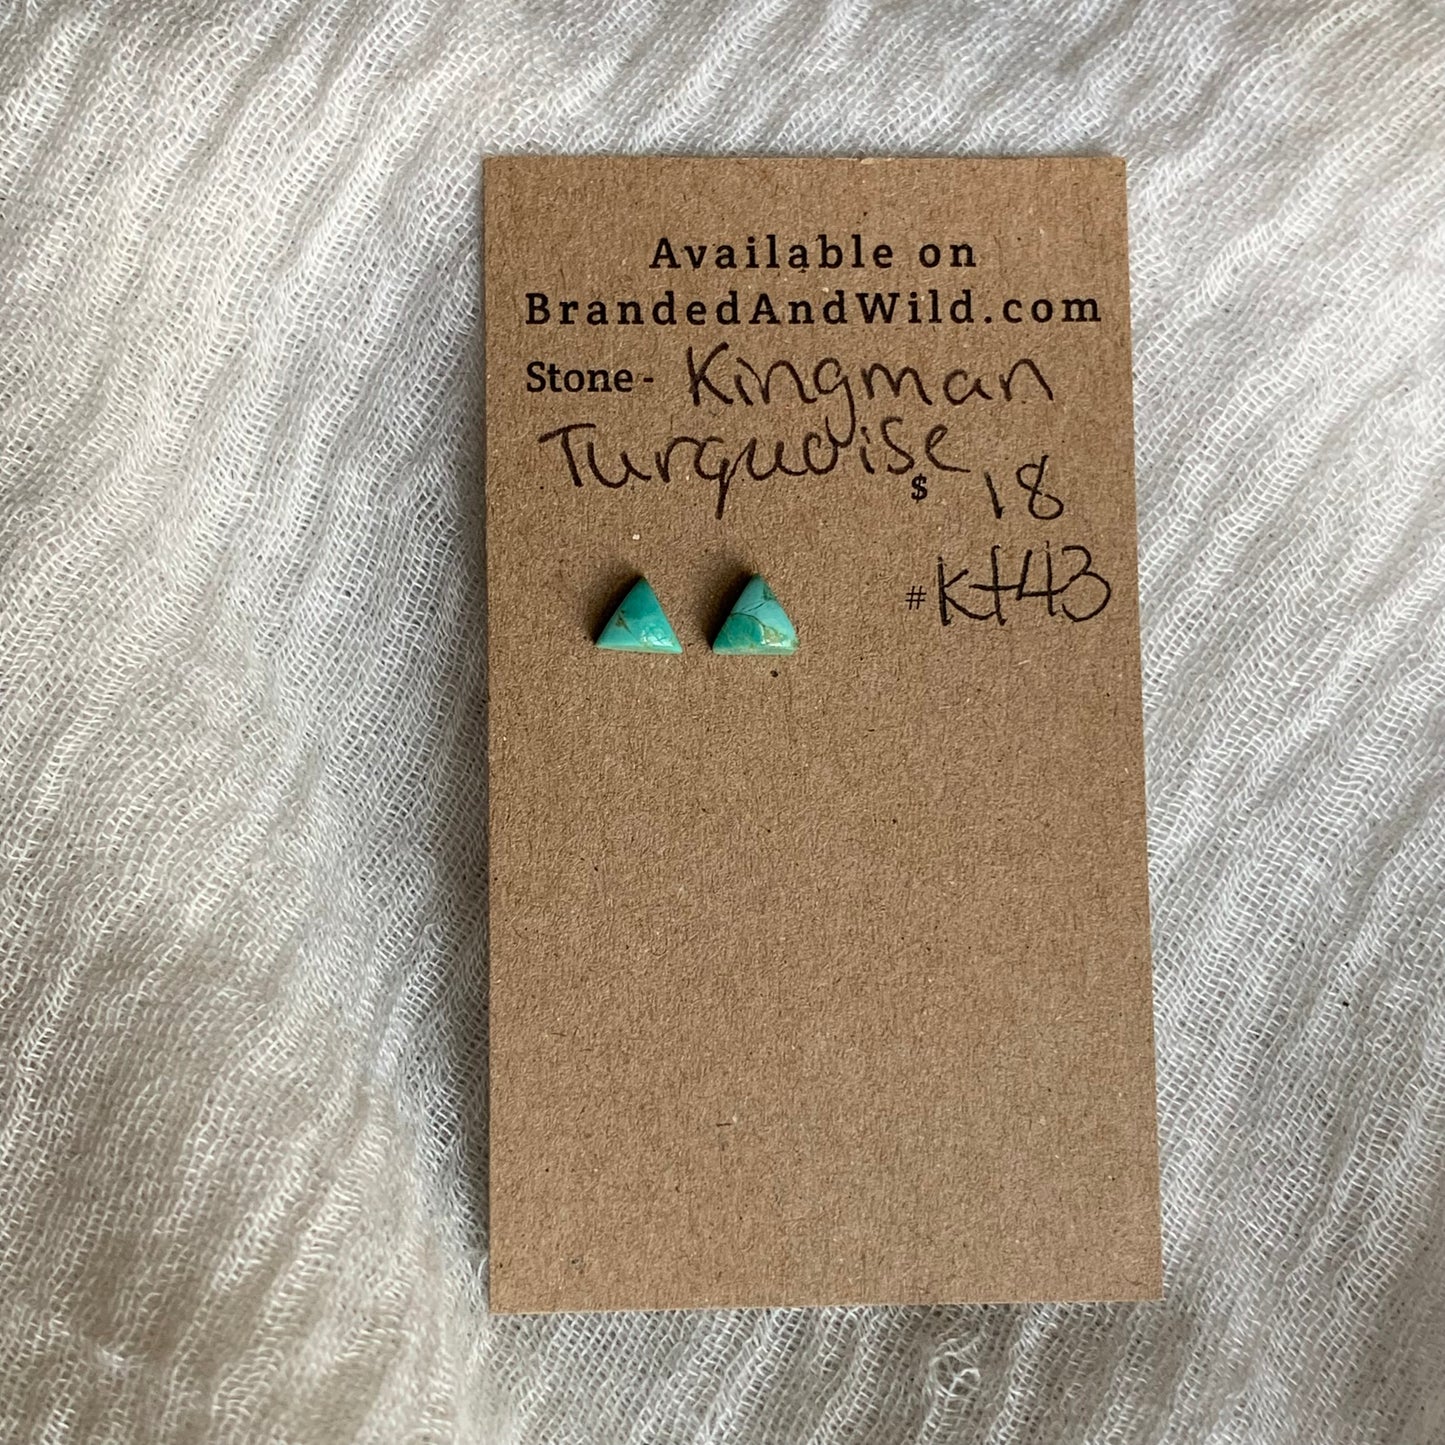 Available on
BrandedAndWild.com
Stone - Kingman
Turquoise
$ 18
# Kt43